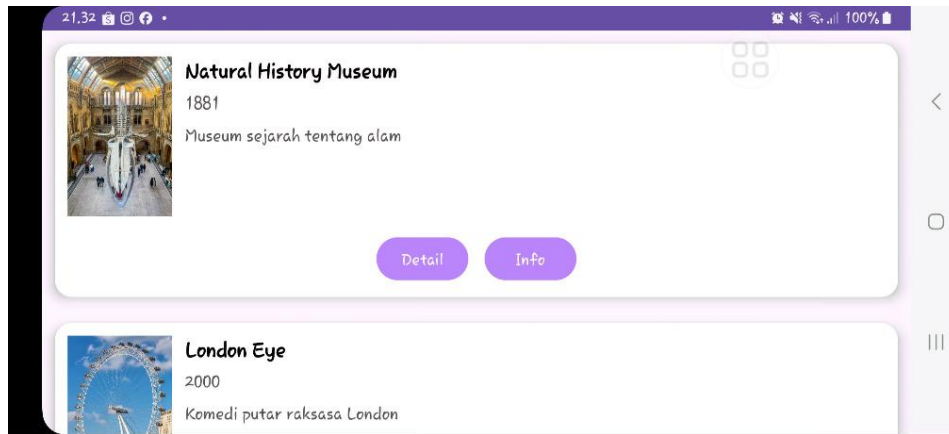 21.32
100%
Natural History Museum
1881
Museum sejarah tentang alam
Detail
Info
London Eye
2000
Komedi putar raksasa London